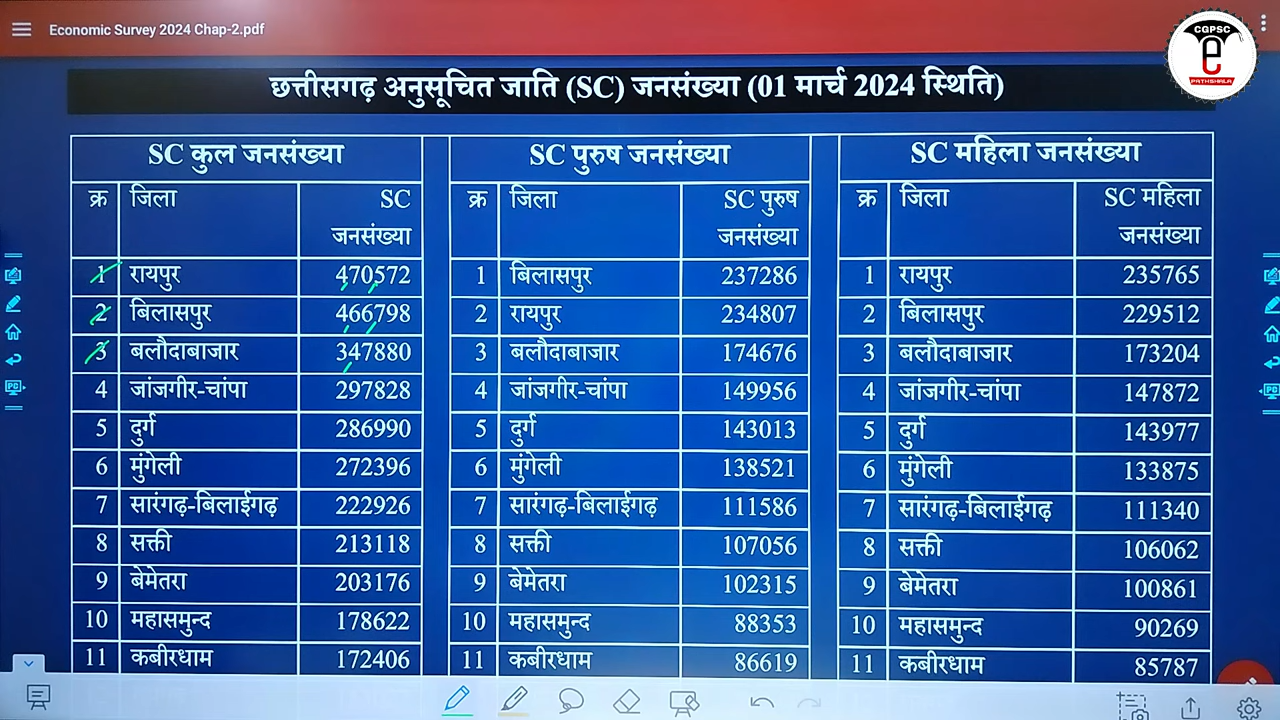 Economic Survey 2024 Chap-2.pdf
CGPSC
e
PATHSHALA
छत्तीसगढ़ अनुसूचित जाति (SC) जनसंख्या (01 मार्च 2024 स्थिति)
SC कुल जनसंख्या
क्र जिला SC जनसंख्या
1 रायपुर 470572
2 बिलासपुर 466798
3 बलौदाबाजार 347880
4 जांजगीर-चांपा 297828
5 दुर्ग 286990
6 मुंगेली 272396
7 सारंगढ़-बिलाईगढ़ 222926
8 सक्ती 213118
9 बेमेतरा 203176
10 महासमुन्द 178622
11 कबीरधाम 172406
SC पुरुष जनसंख्या
क्र जिला SC पुरुष जनसंख्या
1 बिलासपुर 237286
2 रायपुर 234807
3 बलौदाबाजार 174676
4 जांजगीर-चांपा 149956
5 दुर्ग 143013
6 मुंगेली 138521
7 सारंगढ़-बिलाईगढ़ 111586
8 सक्ती 107056
9 बेमेतरा 102315
10 महासमुन्द 88353
11 कबीरधाम 86619
SC महिला जनसंख्या
क्र जिला SC महिला जनसंख्या
1 रायपुर 235765
2 बिलासपुर 229512
3 बलौदाबाजार 173204
4 जांजगीर-चांपा 147872
5 दुर्ग 143977
6 मुंगेली 133875
7 सारंगढ़-बिलाईगढ़ 111340
8 सक्ती 106062
9 बेमेतरा 100861
10 महासमुन्द 90269
11 कबीरधाम 85787
PC
PC